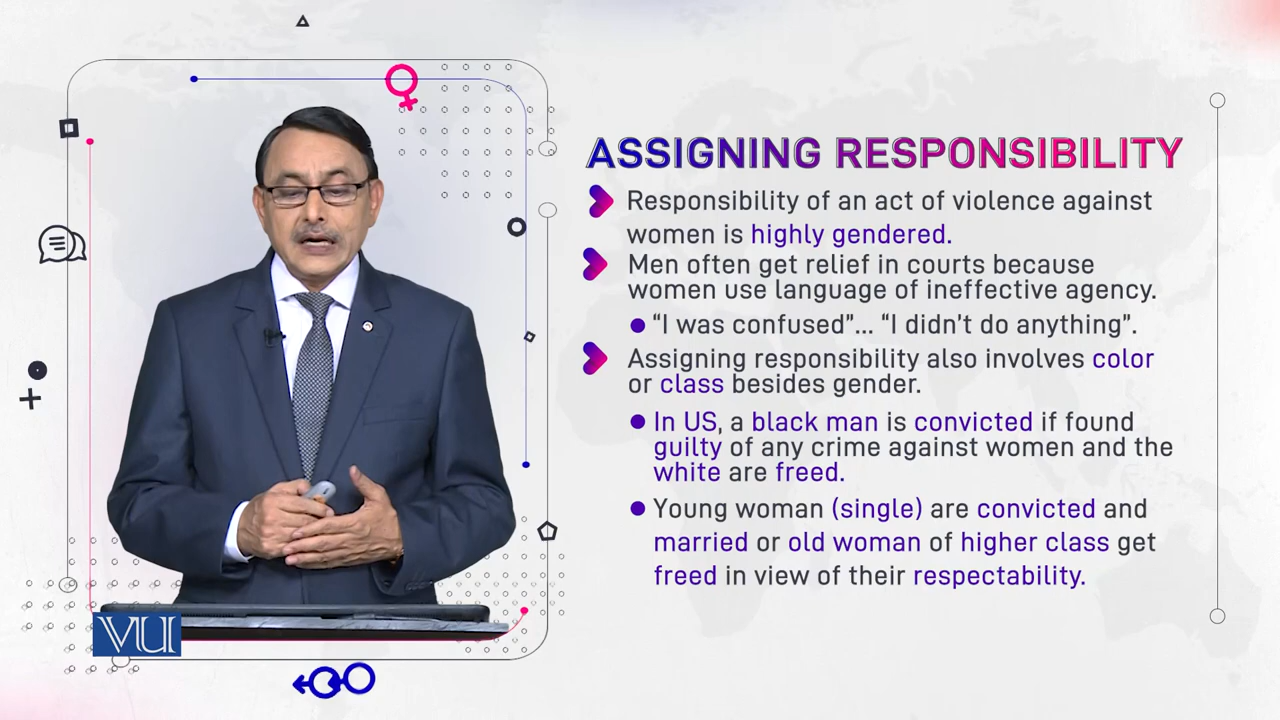 ASSIGNING RESPONSIBILITY
Responsibility of an act of violence against
women is highly gendered.
Men often get relief in courts because
women use language of ineffective agency.
“I was confused”... “I didn’t do anything”.
Assigning responsibility also involves color
or class besides gender.
In US, a black man is convicted if found
guilty of any crime against women and the
white are freed.
Young woman (single) are convicted and
married or old woman of higher class get
freed in view of their respectability.
VU